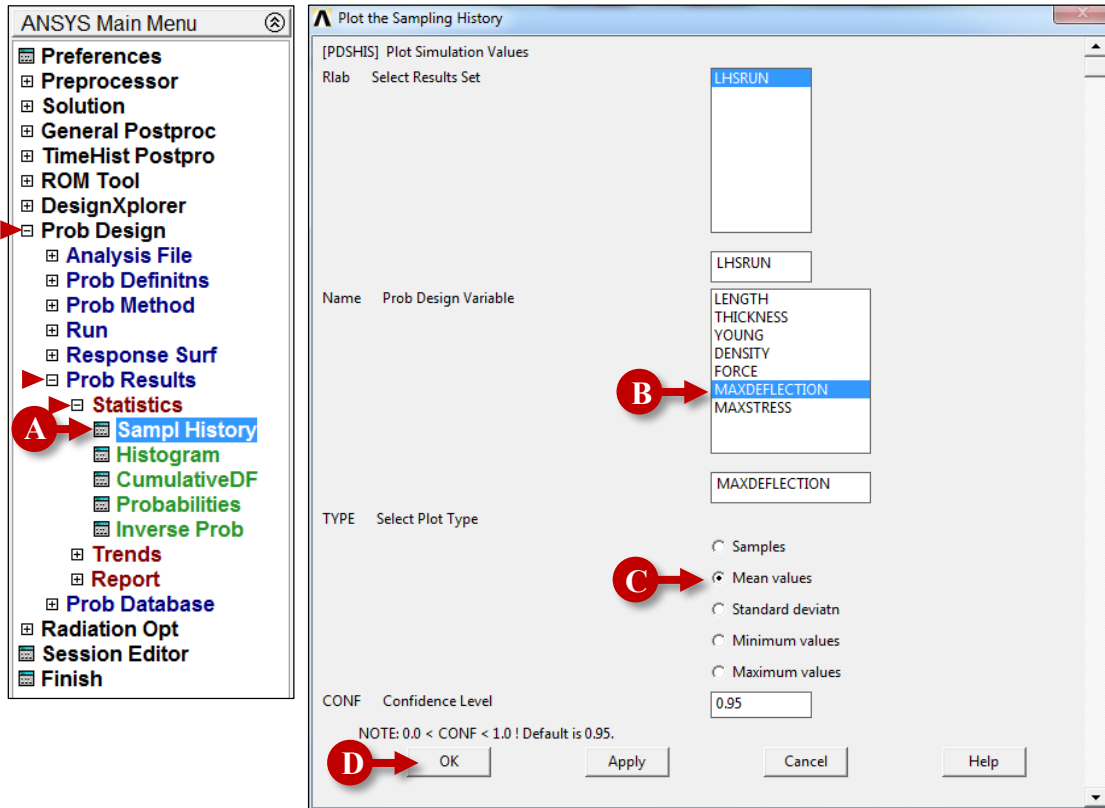 ANSYS Main Menu
Preferences
Preprocessor
Solution
General Postproc
TimeHist Postpro
ROM Tool
DesignXplorer
Prob Design
Analysis File
Prob Definitns
Prob Method
Run
Response Surf
Prob Results
Statistics
A
Sampl History
Histogram
CumulativeDF
Probabilities
Inverse Prob
Trends
Report
Prob Database
Radiation Opt
Session Editor
Finish
Plot the Sampling History
[PDSHIS] Plot Simulation Values
Rlab Select Results Set
LHSRUN
LHSRUN
Name Prob Design Variable
LENGTH
THICKNESS
YOUNG
DENSITY
FORCE
B
MAXDEFLECTION
MAXSTRESS
MAXDEFLECTION
TYPE Select Plot Type
Samples
C
Mean values
Standard deviatn
Minimum values
Maximum values
CONF Confidence Level
0.95
NOTE: 0.0 < CONF < 1.0 ! Default is 0.95.
D
OK Apply Cancel Help